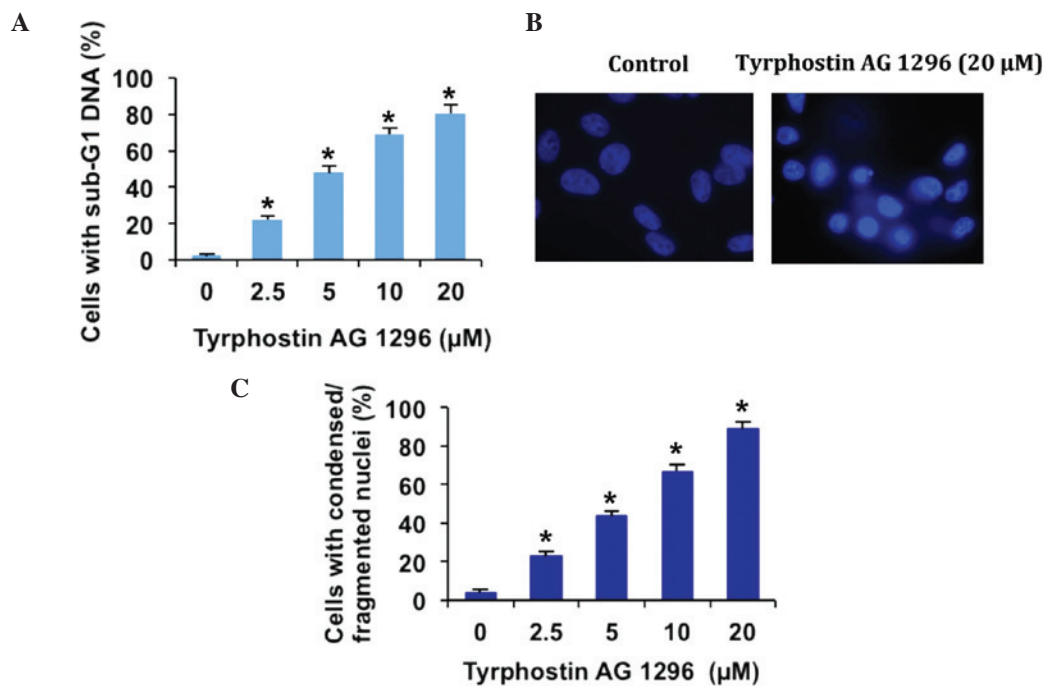 A
Cells with sub-G1 DNA (%)
100
80
60
40
20
0
*
*
*
*
0 2.5 5 10 20
Tyrphostin AG 1296 (µM)
B
Control Tyrphostin AG 1296 (20 µM)
C
Cells with condensed/
fragmented nuclei (%)
100
80
60
40
20
0
*
*
*
*
0 2.5 5 10 20
Tyrphostin AG 1296 (µM)